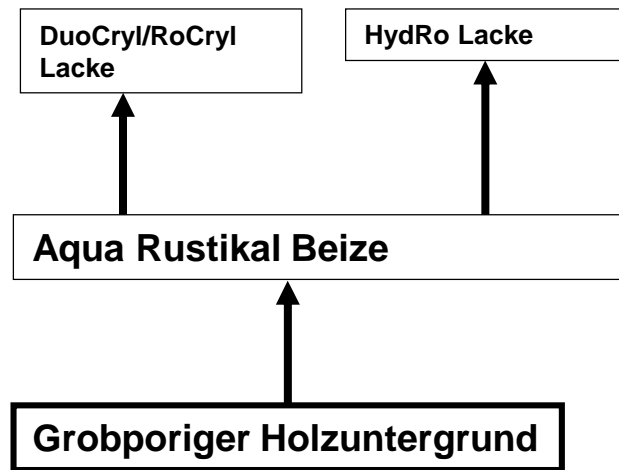 DuoCryl/RoCryl
Lacke
HydRo Lacke
Aqua Rustikal Beize
Grobporiger Holzuntergrund